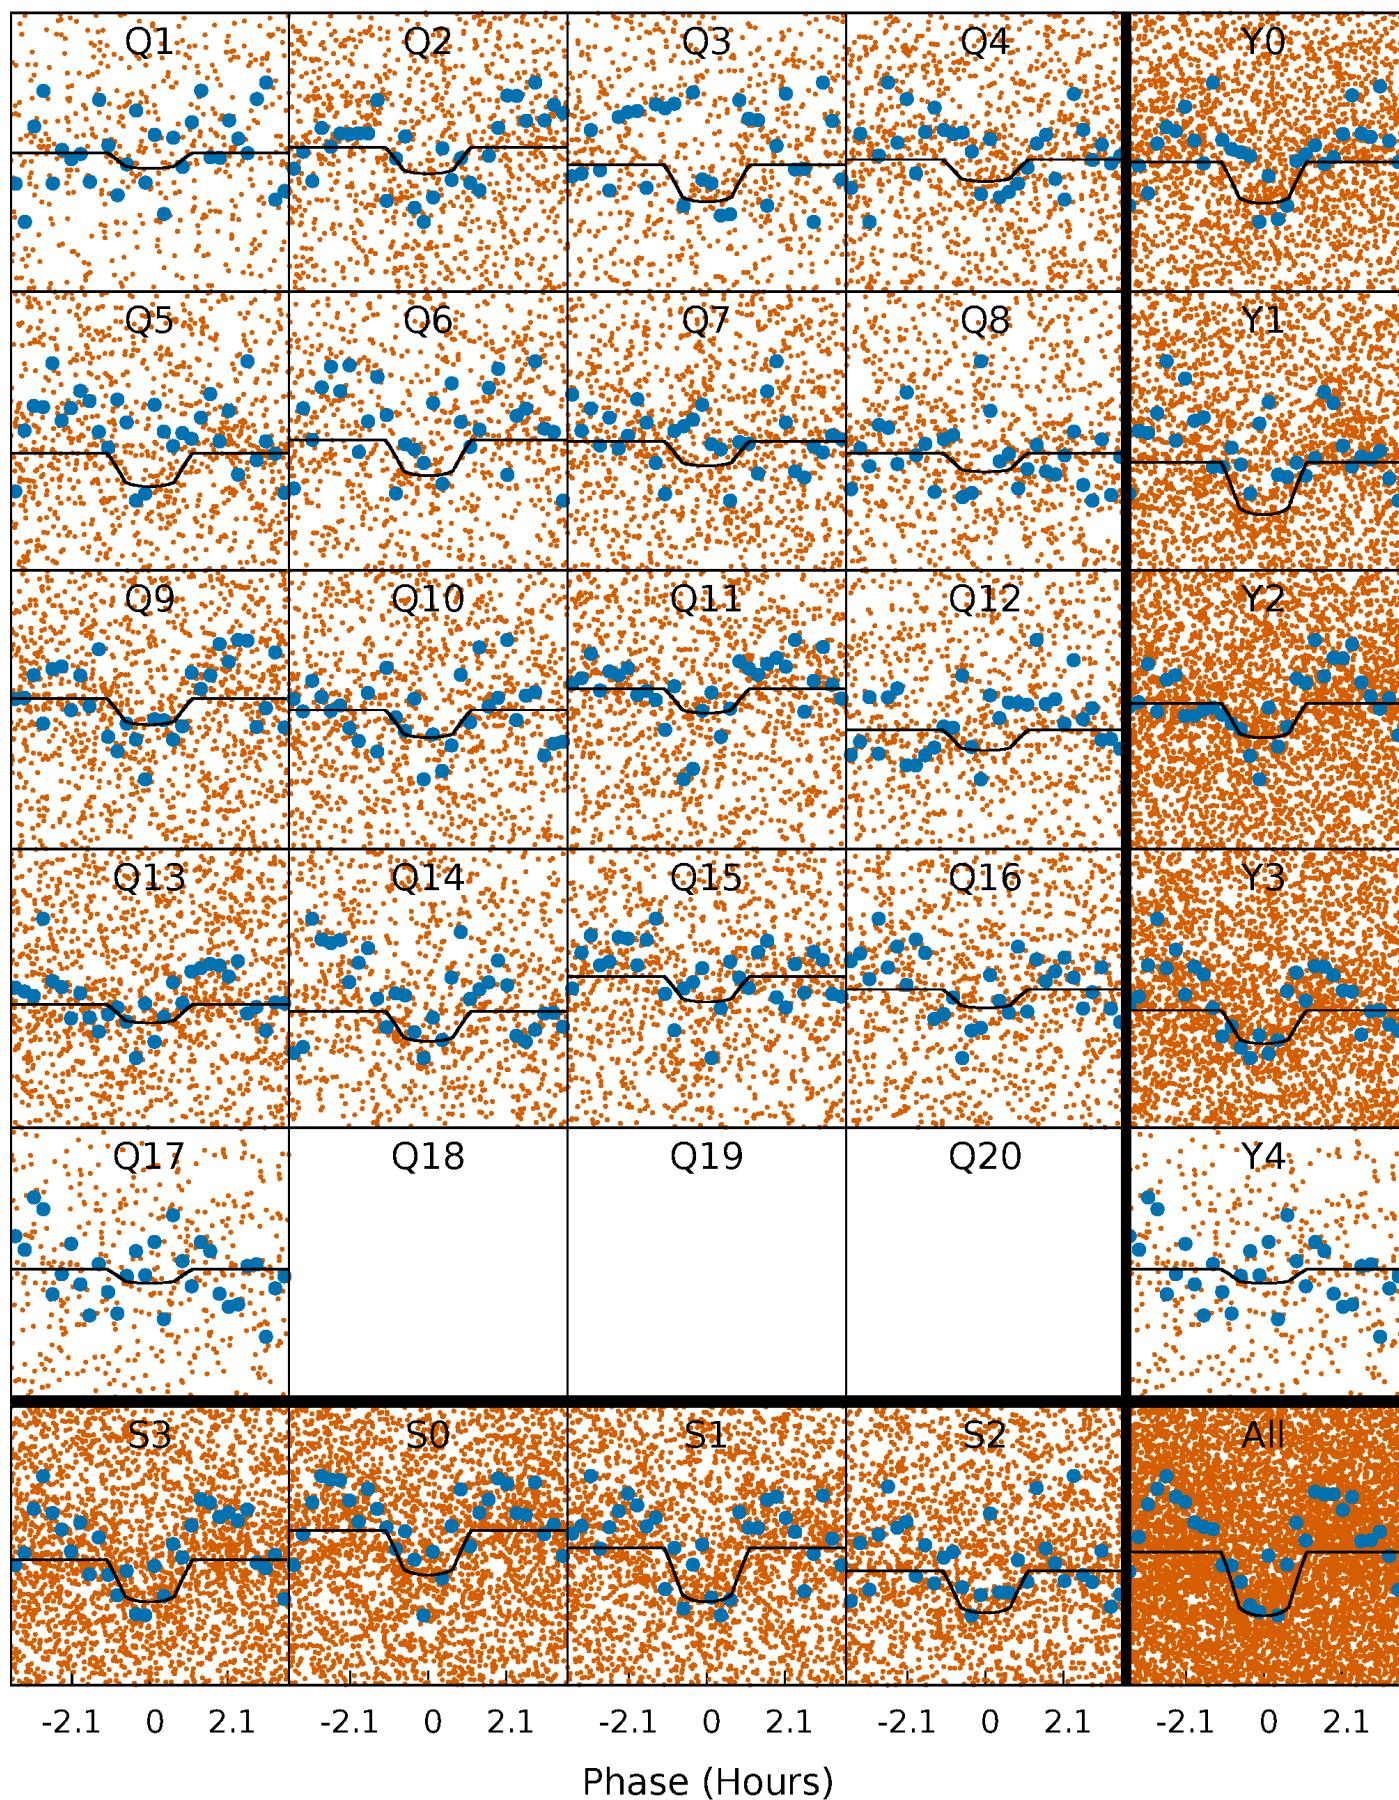 Q1 Q2 Q3 Q4 Y0
Q5 Q6 Q7 Q8 Y1
Q9 Q10 Q11 Q12 Y2
Q13 Q14 Q15 Q16 Y3
Q17 Q18 Q19 Q20 Y4
S3 S0 S1 S2 All
-2.1 0 2.1 -2.1 0 2.1 -2.1 0 2.1 -2.1 0 2.1 -2.1 0 2.1
Phase (Hours)